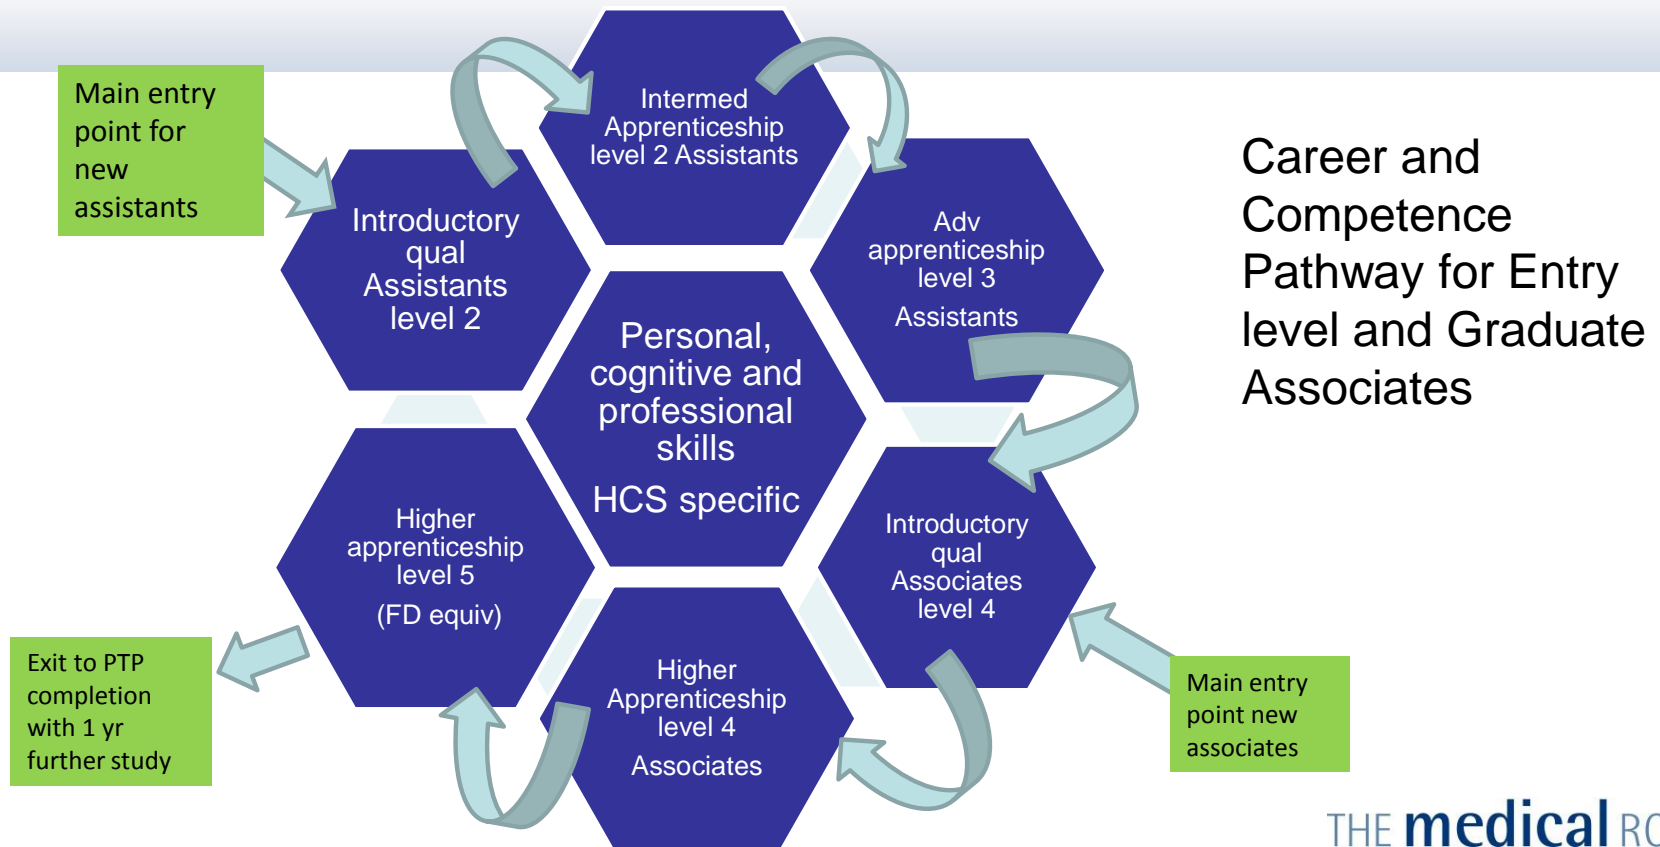 Main entry
point for
new
assistants
Intermed
Apprenticeship
level 2 Assistants
Introductory
qual
Assistants
level 2
Adv
apprenticeship
level 3
Assistants
Career and
Competence
Pathway for Entry
level and Graduate
Associates
Personal,
cognitive and
professional
skills
HCS specific
Higher
apprenticeship
level 5
(FD equiv)
Introductory
qual
Associates
level 4
Exit to PTP
completion
with 1 yr
further study
Higher
Apprenticeship
level 4
Associates
Main entry
point new
associates
THE medical